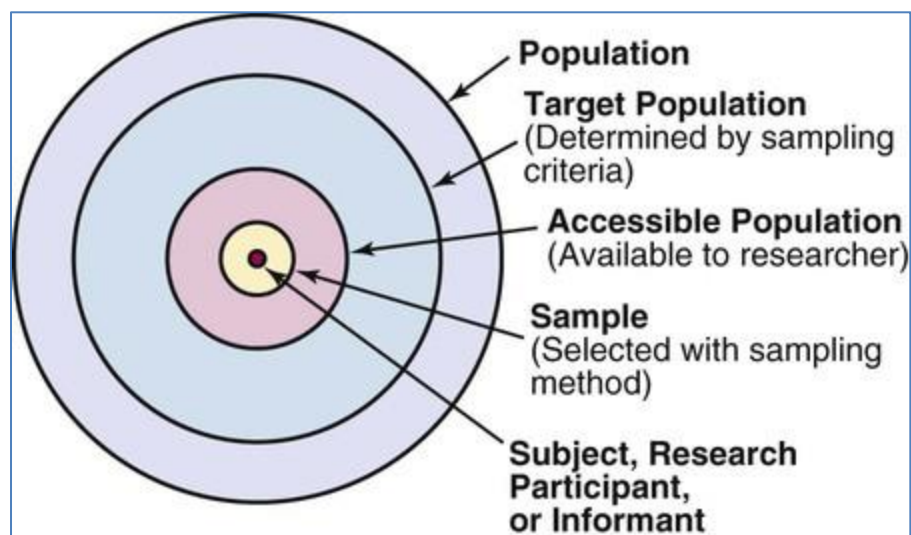 Population
Target Population
(Determined by sampling
criteria)
Accessible Population
(Available to researcher)
Sample
(Selected with sampling
method)
Subject, Research
Participant,
or Informant